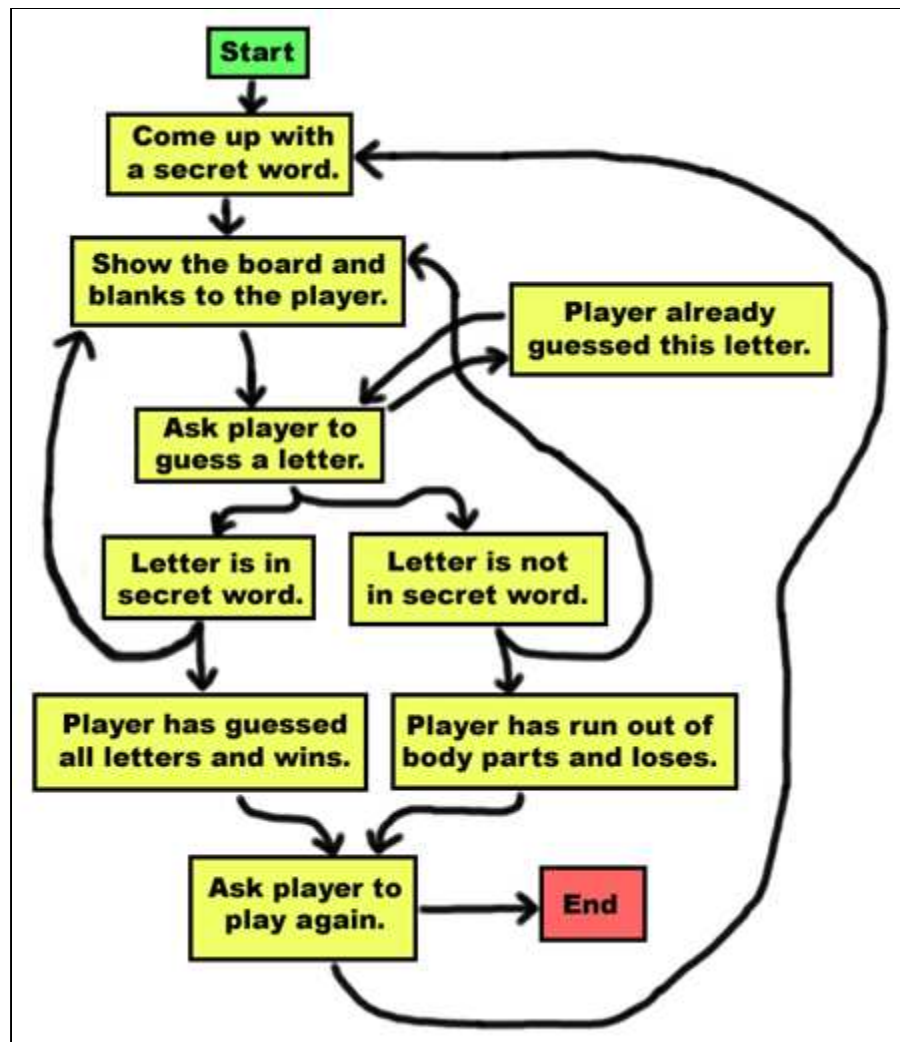 Start
Come up with
a secret word.
Show the board and
blanks to the player.
Player already
guessed this letter.
Ask player to
guess a letter.
Letter is in
secret word.
Letter is not
in secret word.
Player has guessed
all letters and wins.
Player has run out of
body parts and loses.
Ask player to
play again.
End